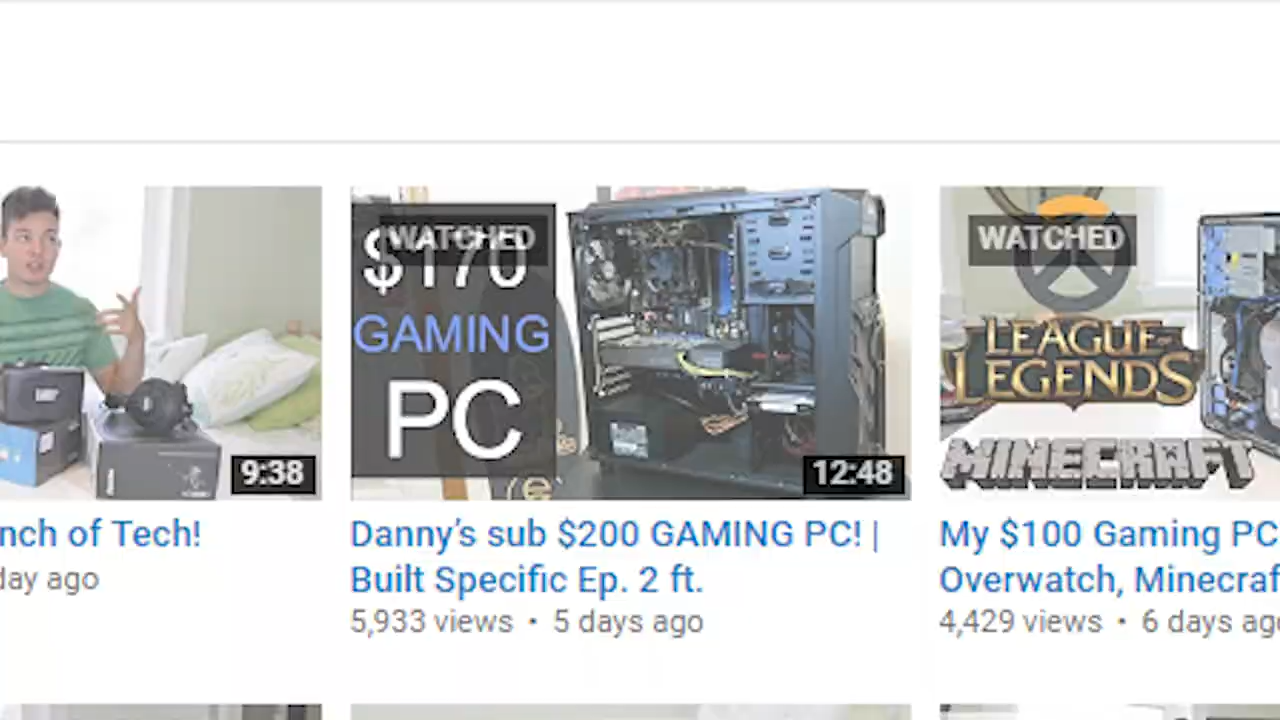 WATCHED
$170
GAMING
PC
WATCHED
LEAGUE OF
LEGENDS
MINECRAFT
9:38
12:48
nch of Tech!
day ago
Danny's sub $200 GAMING PC! |
Built Specific Ep. 2 ft.
5,933 views • 5 days ago
My $100 Gaming PC
Overwatch, Minecraf
4,429 views • 6 days ago